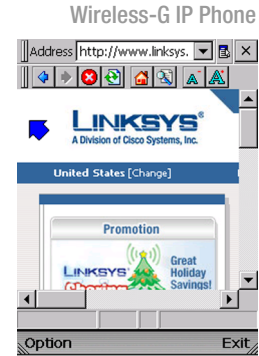 Wireless-G IP Phone
Address http://www.linksys.
A A
LINKSYS®
A Division of Cisco Systems, Inc.
United States [Change]
Promotion
Great
LINKSYS Holiday
Savings!
Option Exit